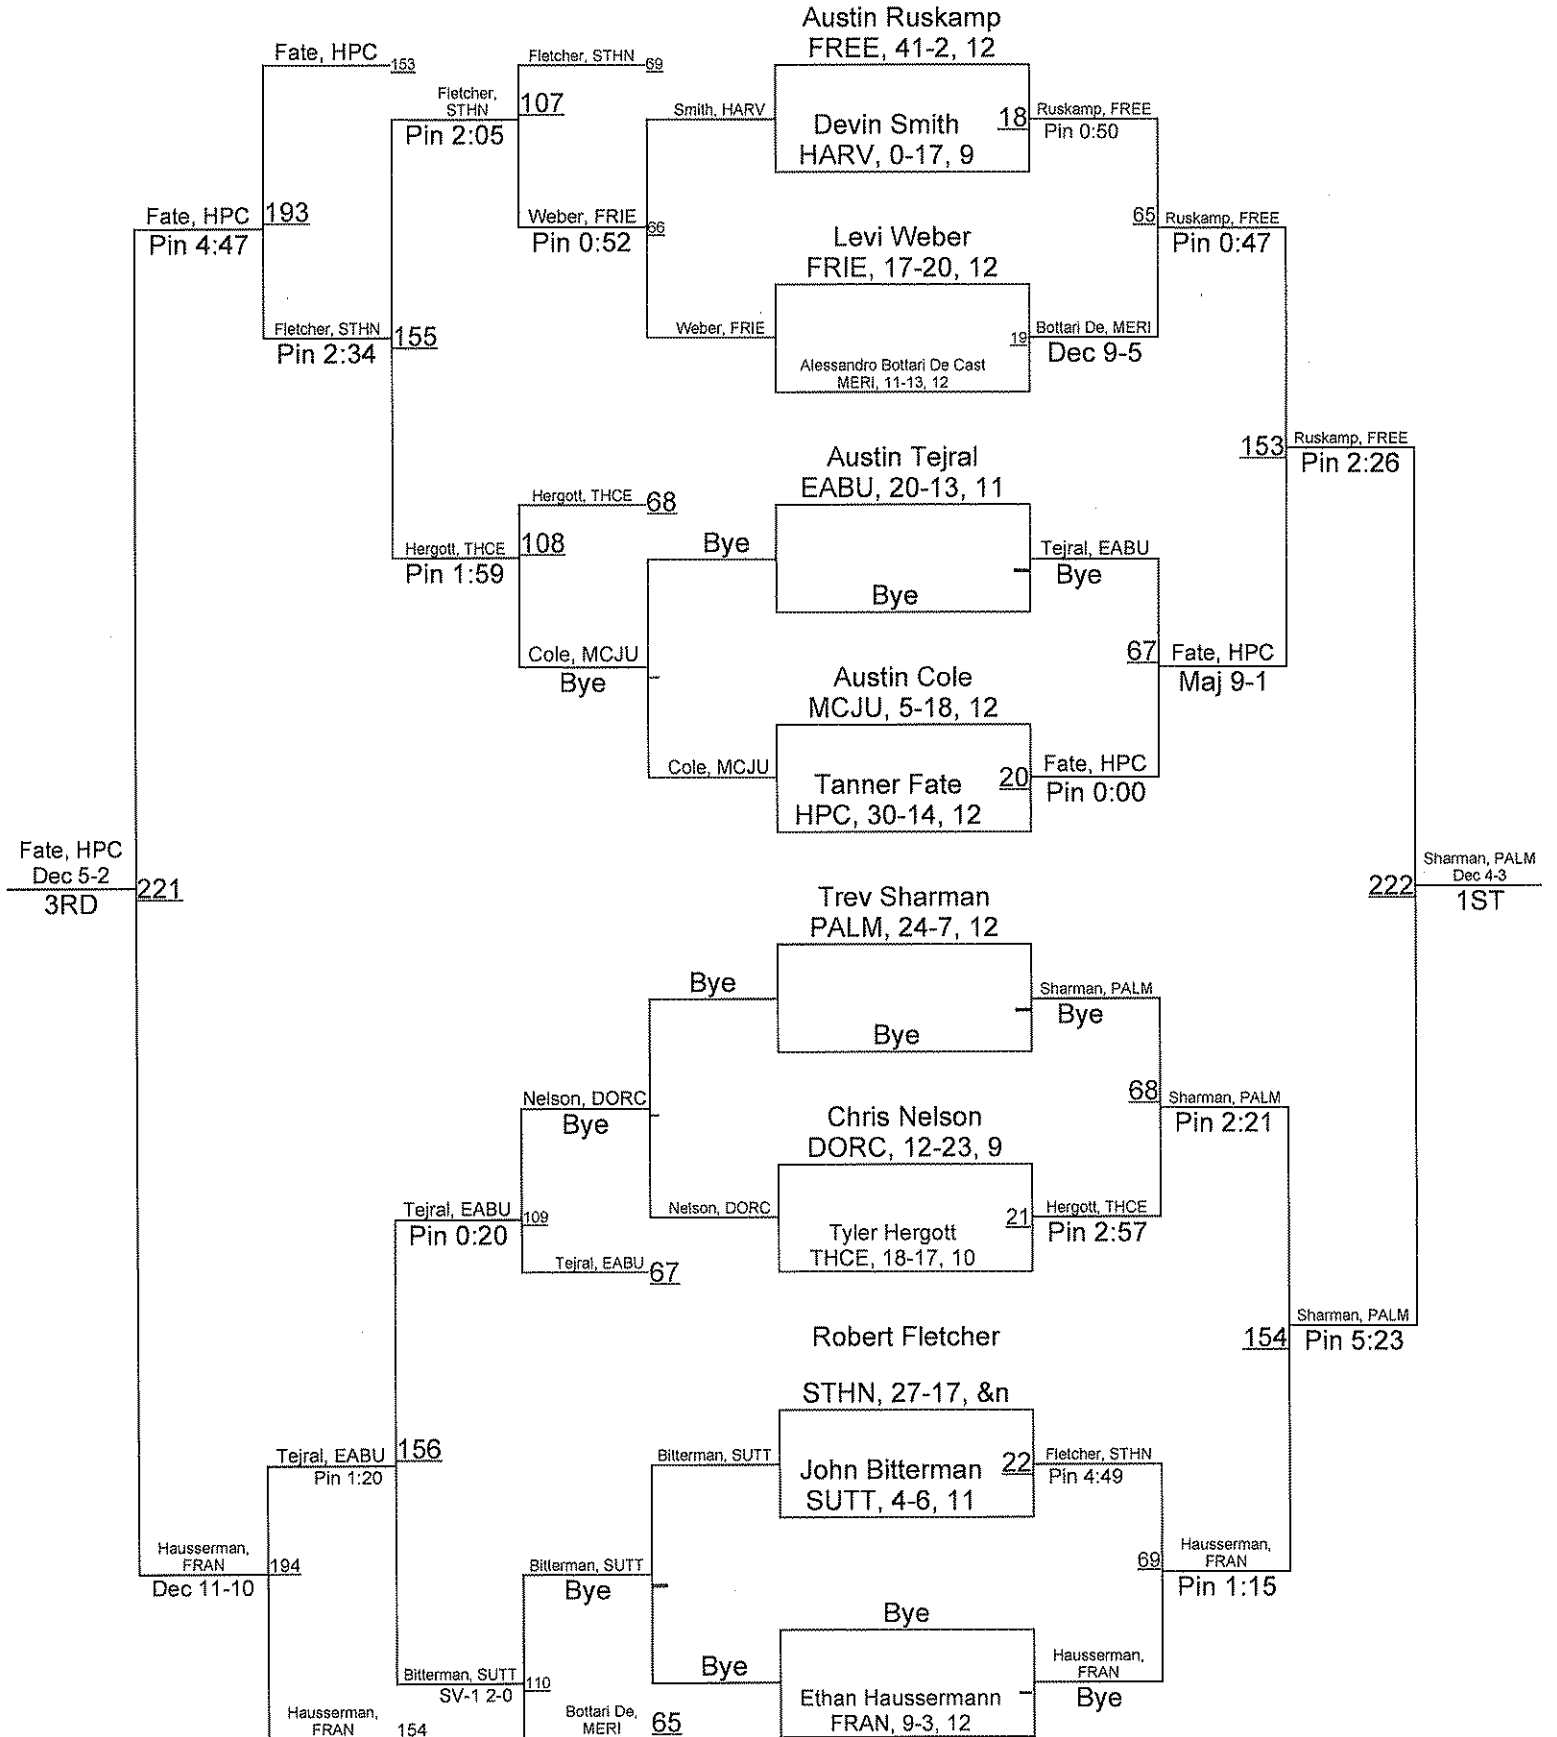 Austin Ruskamp
FREE, 41-2, 12
Fate, HPC
153
Fletcher, STHN
69
Fletcher,
STHN
107
Pin 2:05
Smith, HARV
Devin Smith
HARV, 0-17, 9
18
Ruskamp, FREE
Pin 0:50
Fate, HPC
193
Pin 4:47
Weber, FRIE
66
Pin 0:52
Levi Weber
FRIE, 17-20, 12
65
Ruskamp, FREE
Pin 0:47
Fletcher, STHN
155
Pin 2:34
Weber, FRIE
19
Bottari De, MERI
Dec 9-5
Alessandro Bottari De Cast
MERI, 11-13, 12
Austin Tejral
EABU, 20-13, 11
153
Ruskamp, FREE
Pin 2:26
Hergott, THCE
68
Hergott, THCE
108
Pin 1:59
Bye
Bye
Tejral, EABU
Bye
Cole, MCJU
Bye
Austin Cole
MCJU, 5-18, 12
67
Fate, HPC
Maj 9-1
Cole, MCJU
Tanner Fate
HPC, 30-14, 12
20
Fate, HPC
Pin 0:00
Fate, HPC
Dec 5-2
3RD
221
Trev Sharman
PALM, 24-7, 12
222
Sharman, PALM
Dec 4-3
1ST
Bye
Bye
Sharman, PALM
Bye
Nelson, DORC
Bye
Chris Nelson
DORC, 12-23, 9
68
Sharman, PALM
Pin 2:21
Tejral, EABU
109
Pin 0:20
Nelson, DORC
Tyler Hergott
THCE, 18-17, 10
21
Hergott, THCE
Pin 2:57
Tejral, EABU
67
Robert Fletcher
STHN, 27-17, &n
154
Sharman, PALM
Pin 5:23
Tejral, EABU
156
Pin 1:20
Bitterman, SUTT
John Bitterman
SUTT, 4-6, 11
22
Fletcher, STHN
Pin 4:49
Hausserman,
FRAN
194
Dec 11-10
Bitterman, SUTT
Bye
69
Hausserman,
FRAN
Pin 1:15
Bye
Bitterman, SUTT
110
SV-1 2-0
Bye
Ethan Haussermann
FRAN, 9-3, 12
Hausserman,
FRAN
Bye
Hausserman,
FRAN
154
Bottari De,
MERI
65